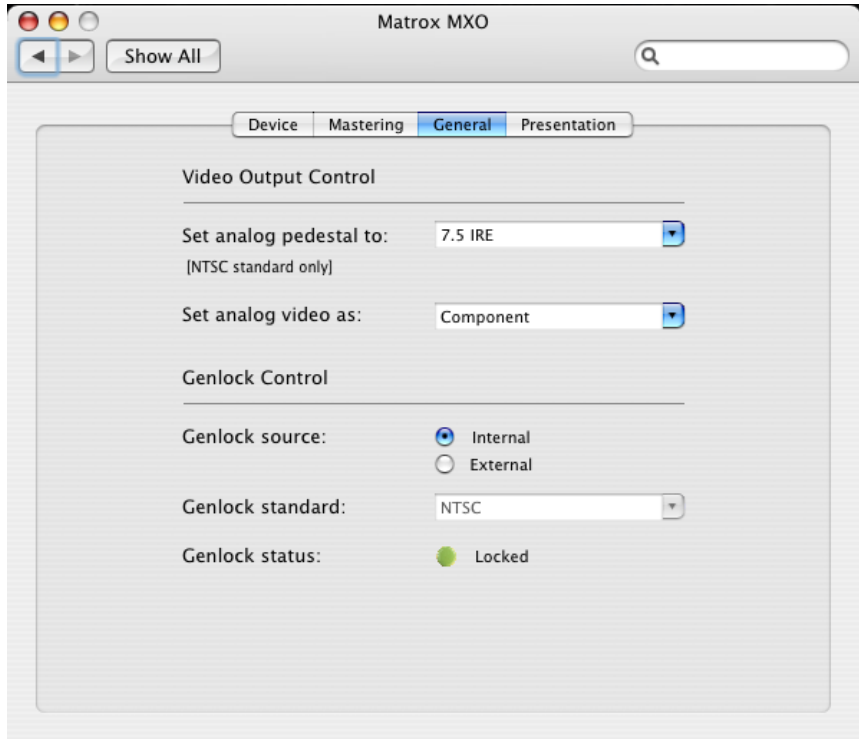 Matrox MXO
Show All
Device Mastering General Presentation
Video Output Control
Set analog pedestal to: 7.5 IRE
[NTSC standard only]
Set analog video as: Component
Genlock Control
Genlock source: Internal
External
Genlock standard: NTSC
Genlock status: Locked